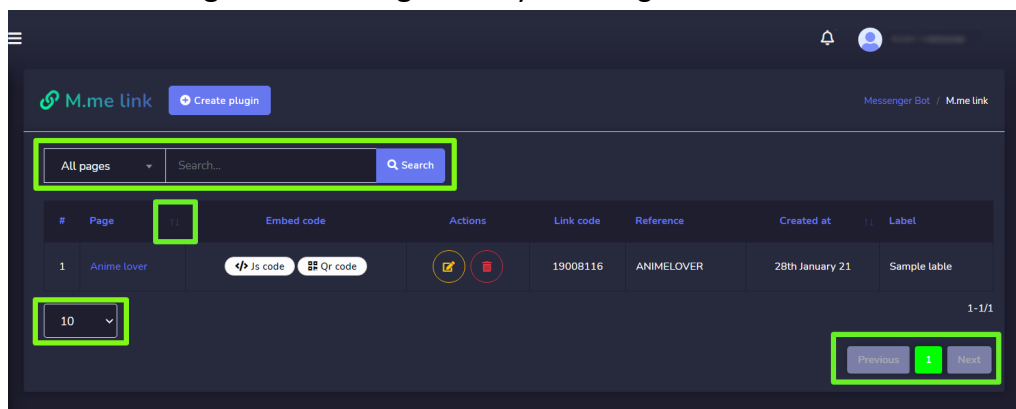 M.me link
Create plugin
Messenger Bot / M.me link
All pages
Search...
Search
# Page Embed code Actions Link code Reference Created at Label
1 Anime lover Js code Qr code 19008116 ANIMELOVER 28th January 21 Sample lable
10
1-1/1
Previous 1 Next